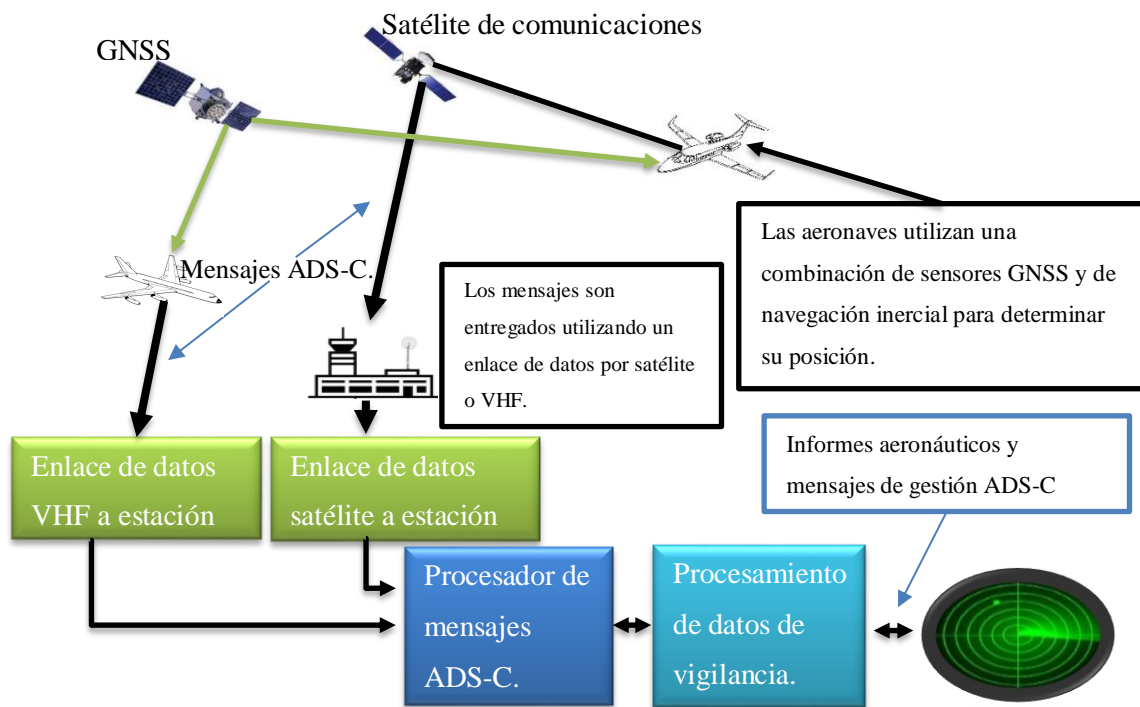 Satélite de comunicaciones
GNSS
Mensajes ADS-C.
Los mensajes son
entregados utilizando un
enlace de datos por satélite
o VHF.
Las aeronaves utilizan una
combinación de sensores GNSS y de
navegación inercial para determinar
su posición.
Informes aeronáuticos y
mensajes de gestión ADS-C
Enlace de datos
VHF a estación
Enlace de datos
satélite a estación
Procesador de
mensajes
ADS-C.
Procesamiento
de datos de
vigilancia.